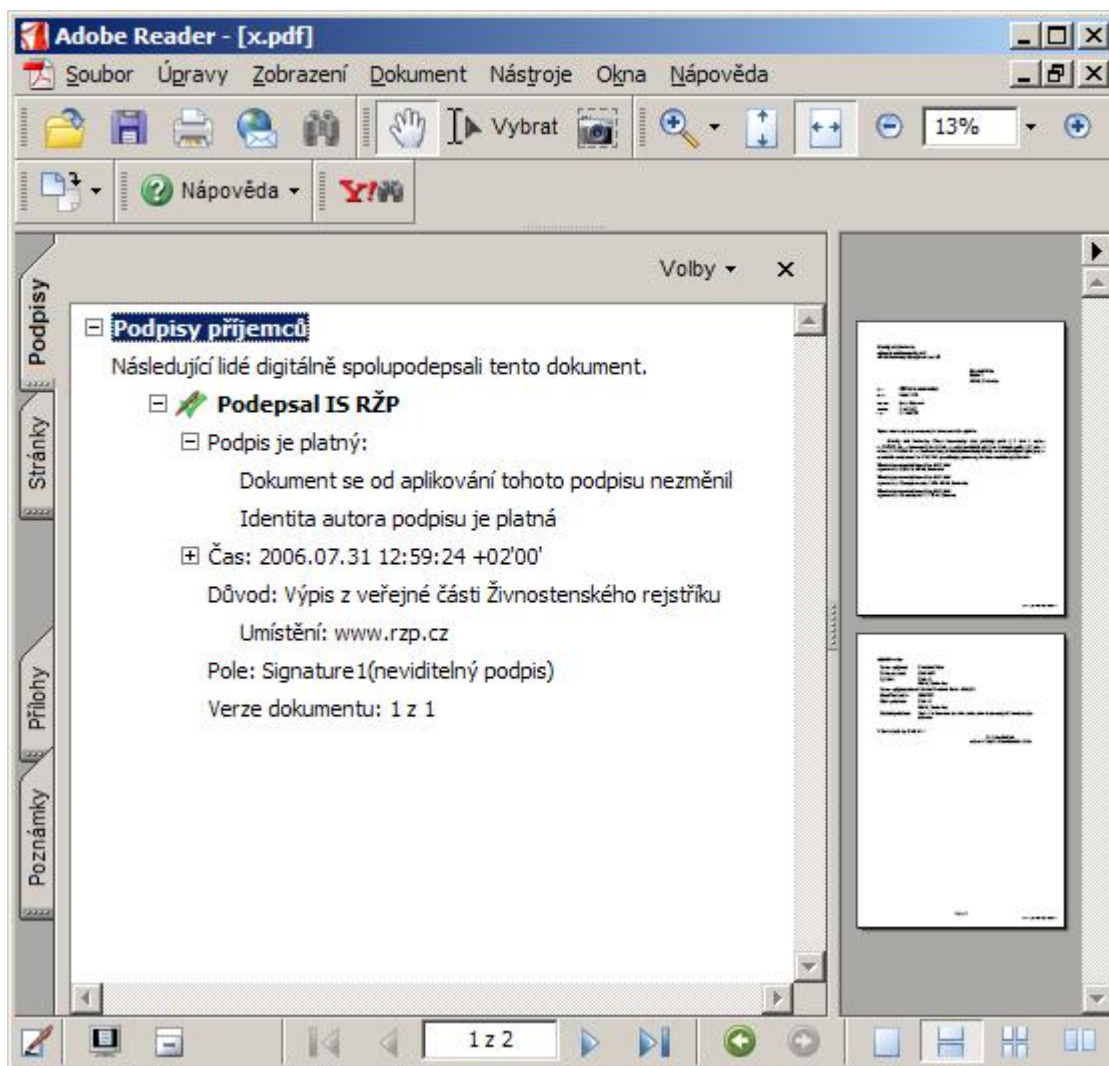 Adobe Reader - [x.pdf]
Soubor Úpravy Zobrazení Dokument Nástroje Okna Nápověda
Vybrat 13%
Nápověda Y!
Volby
Podpisy
Stránky
Přílohy
Poznámky
Podpisy příjemců
Následující lidé digitálně spolupodepsali tento dokument.
Podepsal IS RŽP
Podpis je platný:
Dokument se od aplikování tohoto podpisu nezměnil
Identita autora podpisu je platná
Čas: 2006.07.31 12:59:24 +02'00'
Důvod: Výpis z veřejné části Živnostenského rejstříku
Umístění: www.rzp.cz
Pole: Signature1(neviditelný podpis)
Verze dokumentu: 1 z 1
1 z 2